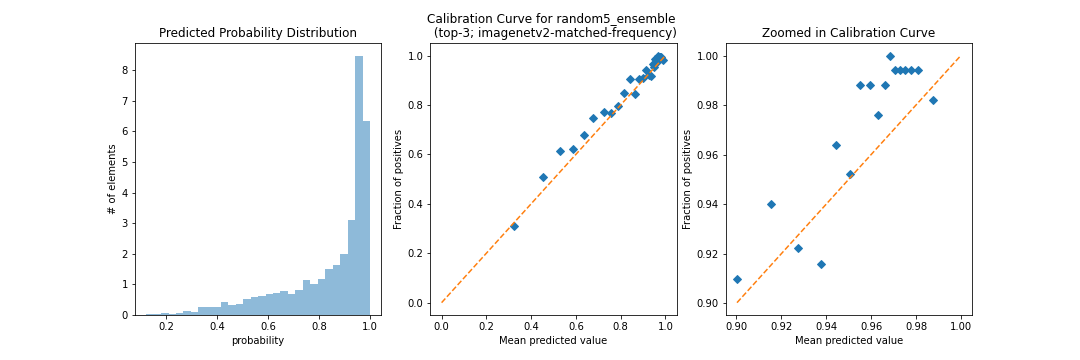 Predicted Probability Distribution
# of elements
8
7
6
5
4
3
2
1
0
0.2 0.4 0.6 0.8 1.0
probability
Calibration Curve for random5_ensemble
(top-3; imagenetv2-matched-frequency)
Fraction of positives
1.0
0.8
0.6
0.4
0.2
0.0
0.0 0.2 0.4 0.6 0.8 1.0
Mean predicted value
Zoomed in Calibration Curve
Fraction of positives
1.00
0.98
0.96
0.94
0.92
0.90
0.90 0.92 0.94 0.96 0.98 1.00
Mean predicted value